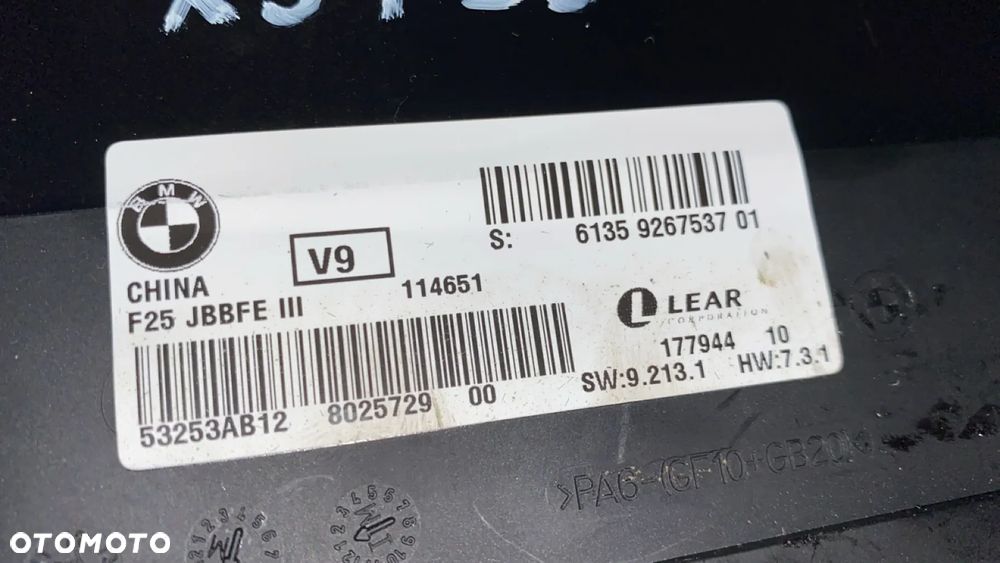 BMW
S: 6135 9267537 01
V9
CHINA
114651
F25 JBBFE III
LEAR
CORPORATION
177944 10
SW:9.213.1 HW:7.3.1
53253AB12 8025729 00
>PA6-(GF10+GB20)<
OTOMOTO